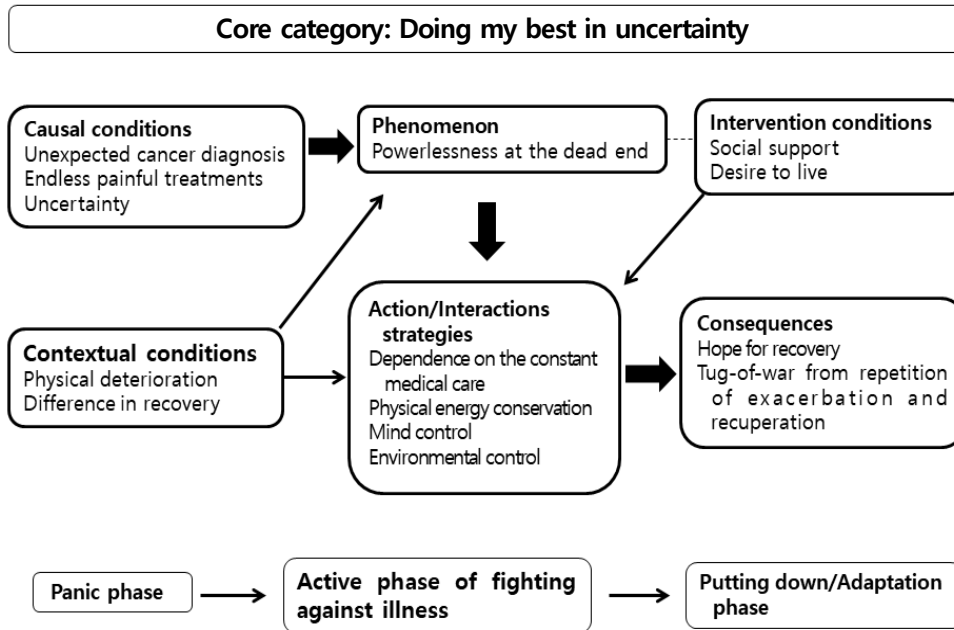 Core category: Doing my best in uncertainty
Causal conditions
Unexpected cancer diagnosis
Endless painful treatments
Uncertainty
Phenomenon
Powerlessness at the dead end
Intervention conditions
Social support
Desire to live
Contextual conditions
Physical deterioration
Difference in recovery
Action/Interactions
strategies
Dependence on the constant
medical care
Physical energy conservation
Mind control
Environmental control
Consequences
Hope for recovery
Tug-of-war from repetition
of exacerbation and
recuperation
Panic phase
Active phase of fighting
against illness
Putting down/Adaptation
phase